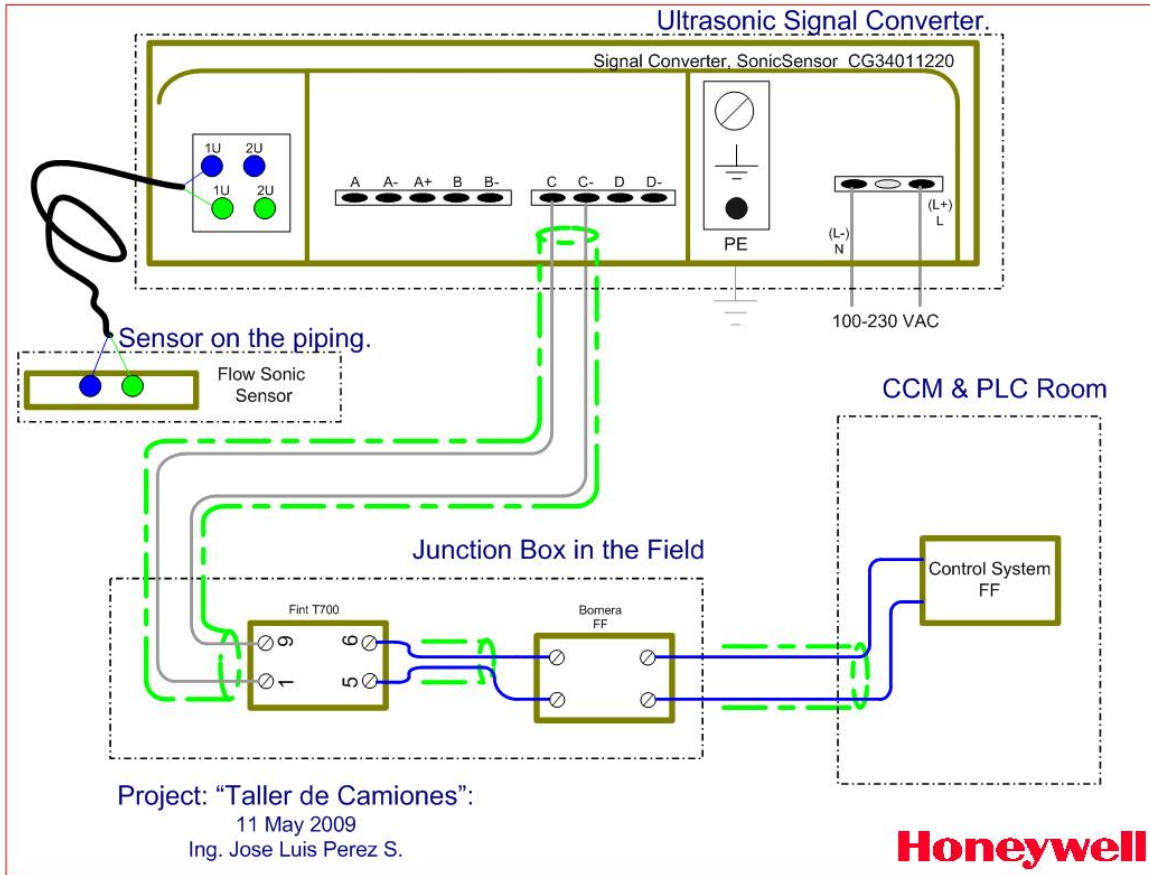 Ultrasonic Signal Converter.
Signal Converter, SonicSensor CG34011220
1U 2U
1U 2U
A A- A+ B B-
C C- D D-
PE
(L-)
N
(L+)
L
100-230 VAC
Sensor on the piping.
Flow Sonic
Sensor
CCM & PLC Room
Control System
FF
Junction Box in the Field
Fint T700
9 6
1 5
Bornera
FF
Project: “Taller de Camiones”:
11 May 2009
Ing. Jose Luis Perez S.
Honeywell